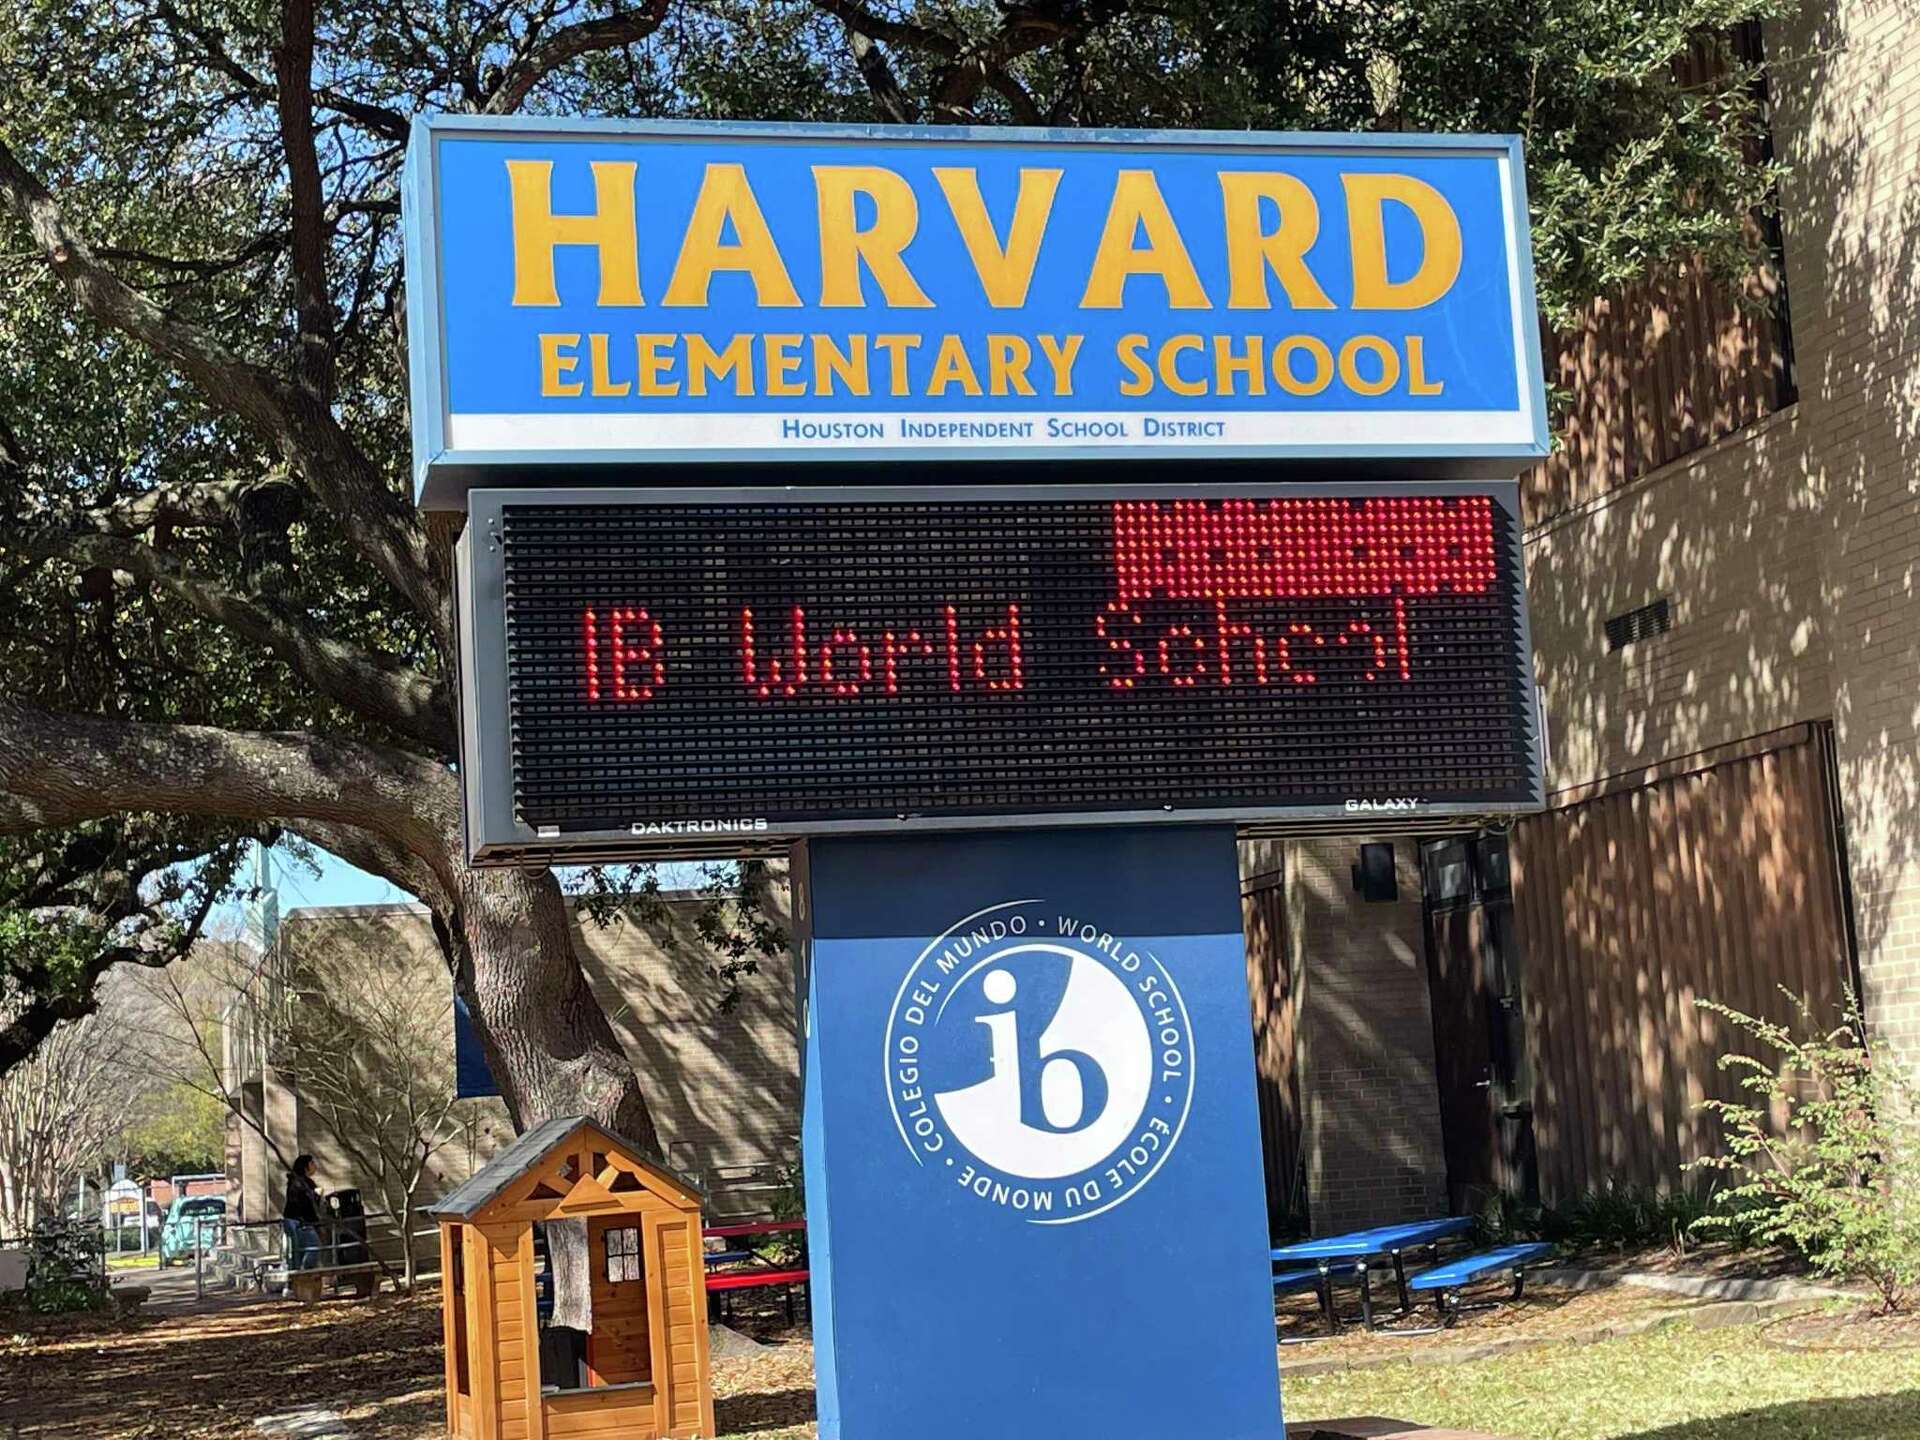 HARVARD
ELEMENTARY SCHOOL
HOUSTON INDEPENDENT SCHOOL DISTRICT
IB World School
DAKTRONICS
GALAXY
COLEGIO DEL MUNDO • WORLD SCHOOL • ÉCOLE DU MONDE •
ib